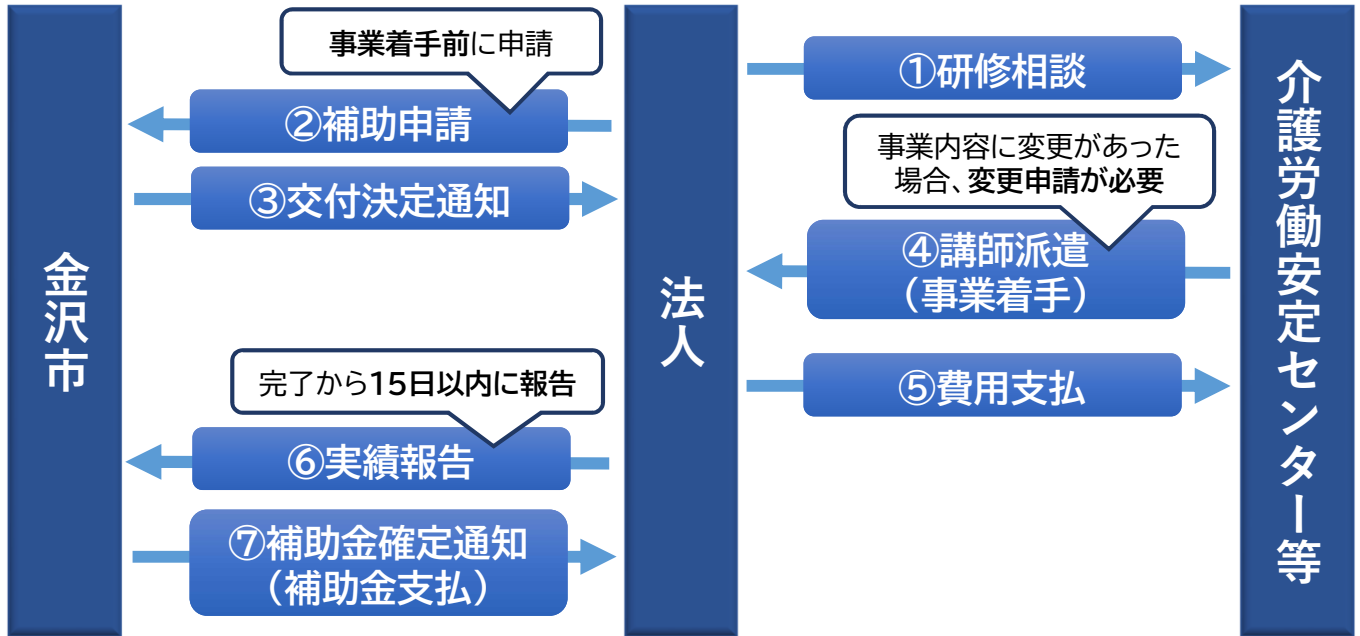 金沢市
法人
介護労働安定センター等
①研修相談
事業着手前に申請
②補助申請
③交付決定通知
事業内容に変更があった
場合、変更申請が必要
④講師派遣
（事業着手）
⑤費用支払
完了から15日以内に報告
⑥実績報告
⑦補助金確定通知
（補助金支払）